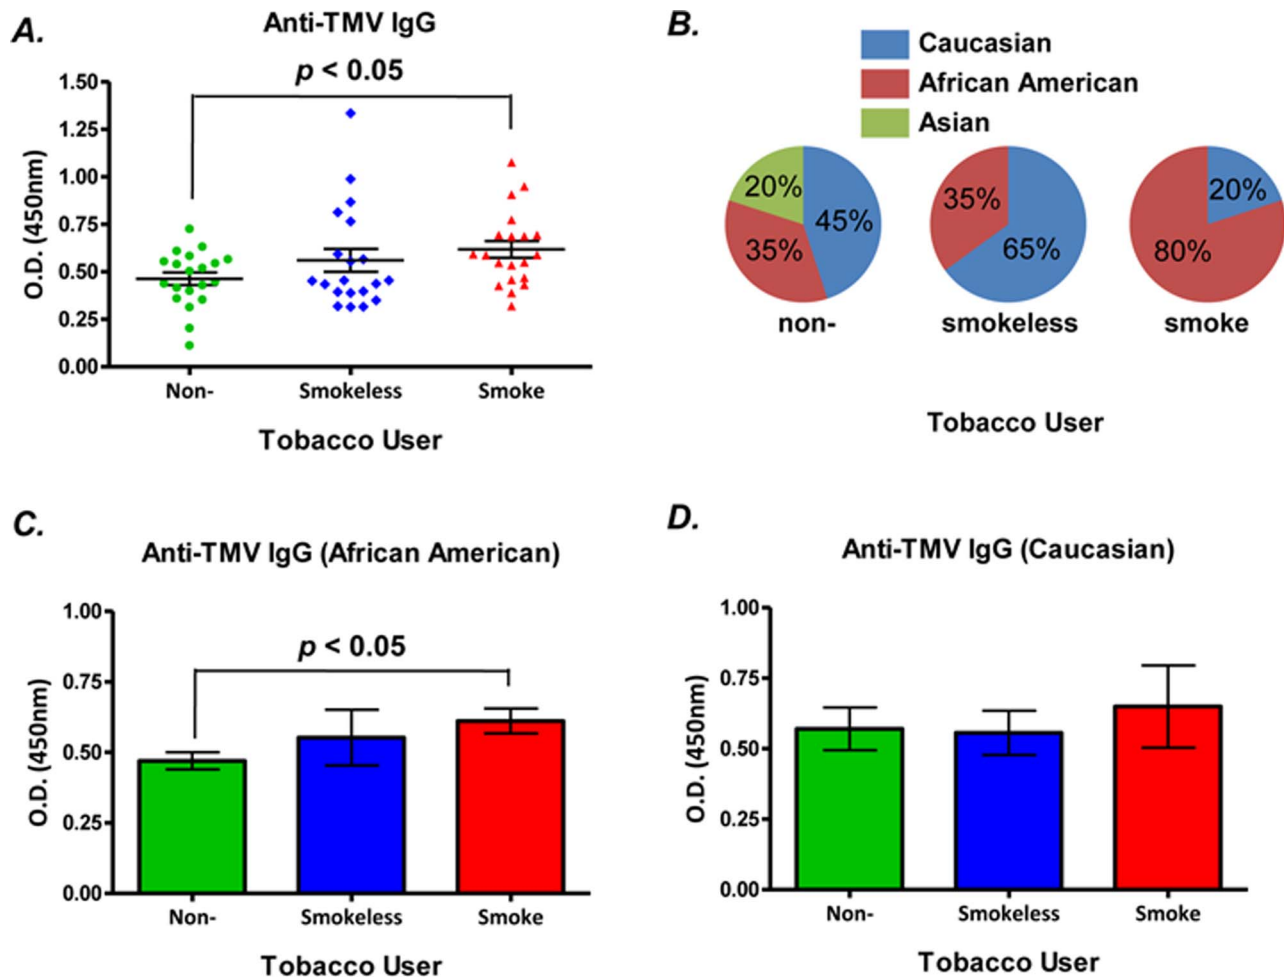 A.
Anti-TMV IgG
p < 0.05
O.D. (450nm)
1.50
1.25
1.00
0.75
0.50
0.25
0.00
Non-
Smokeless
Smoke
Tobacco User
B.
Caucasian
African American
Asian
20%
45%
35%
non-
35%
65%
smokeless
20%
80%
smoke
Tobacco User
C.
Anti-TMV IgG (African American)
p < 0.05
O.D. (450nm)
1.00
0.75
0.50
0.25
0.00
Non-
Smokeless
Smoke
Tobacco User
D.
Anti-TMV IgG (Caucasian)
O.D. (450nm)
1.00
0.75
0.50
0.25
0.00
Non-
Smokeless
Smoke
Tobacco User